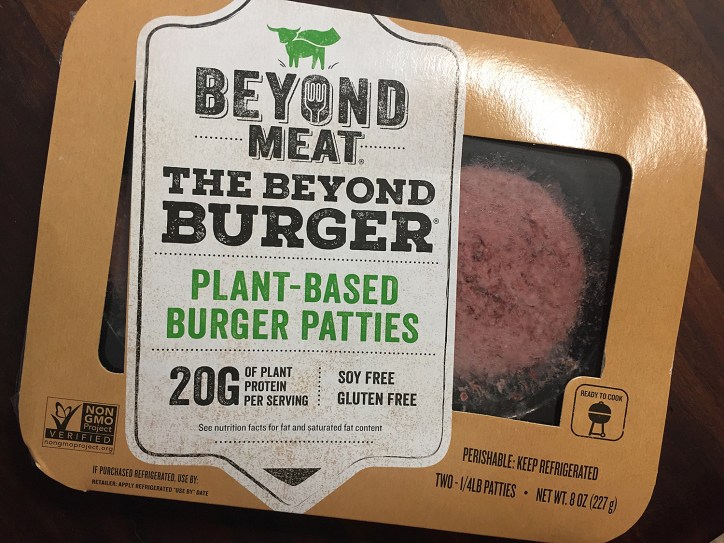 BEYOND
MEAT®
THE BEYOND
BURGER®
PLANT-BASED
BURGER PATTIES
20G
OF PLANT
PROTEIN
PER SERVING
SOY FREE
GLUTEN FREE
See nutrition facts for fat and saturated fat content
NON
GMO
Project
VERIFIED
nongmoproject.org
READY TO COOK
PERISHABLE: KEEP REFRIGERATED
TWO - 1/4LB PATTIES • NET WT. 8 OZ (227 g)
IF PURCHASED REFRIGERATED, USE BY:
RETAILER: APPLY REFRIGERATED "USE BY" DATE